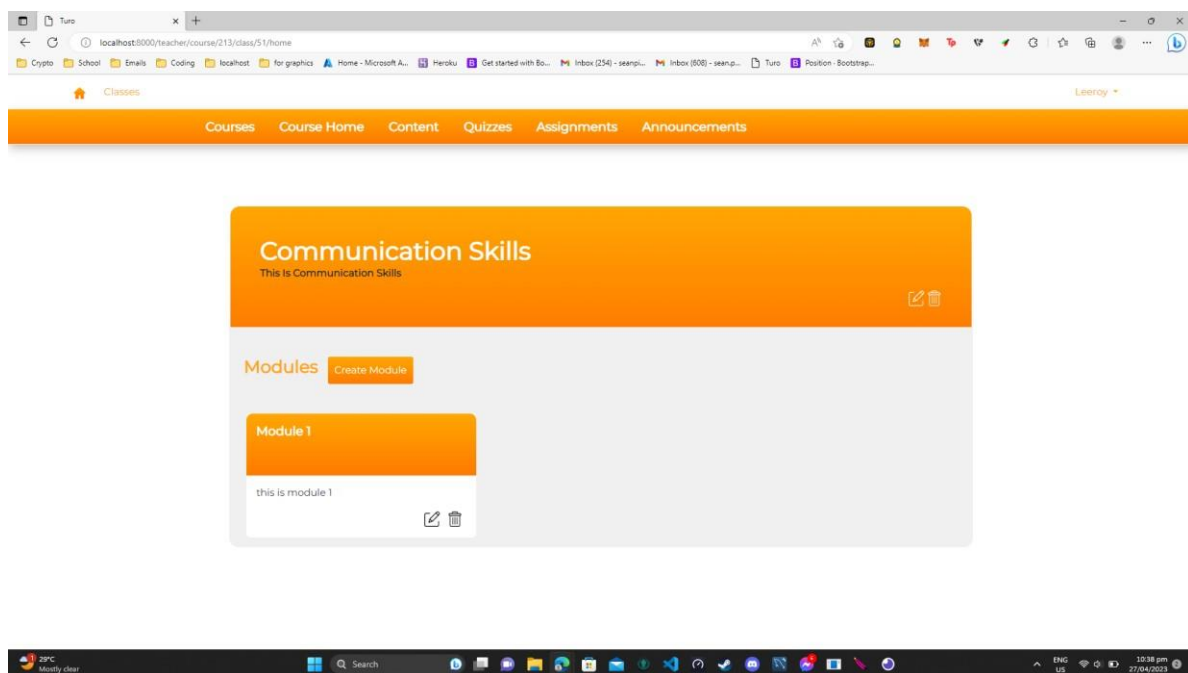 Turo
localhost:8000/teacher/course/213/class/51/home
Crypto School Emails Coding localhost for graphics Home - Microsoft A... Heroku Get started with Bo... Inbox (254) - seanpi... Inbox (608) - sean.p... Turo Position · Bootstrap...
Classes Leeroy
Courses Course Home Content Quizzes Assignments Announcements
Communication Skills
This Is Communication Skills
Modules Create Module
Module 1
this is module 1
29°C
Mostly clear
Search
ENG
US
10:38 pm
27/04/2023